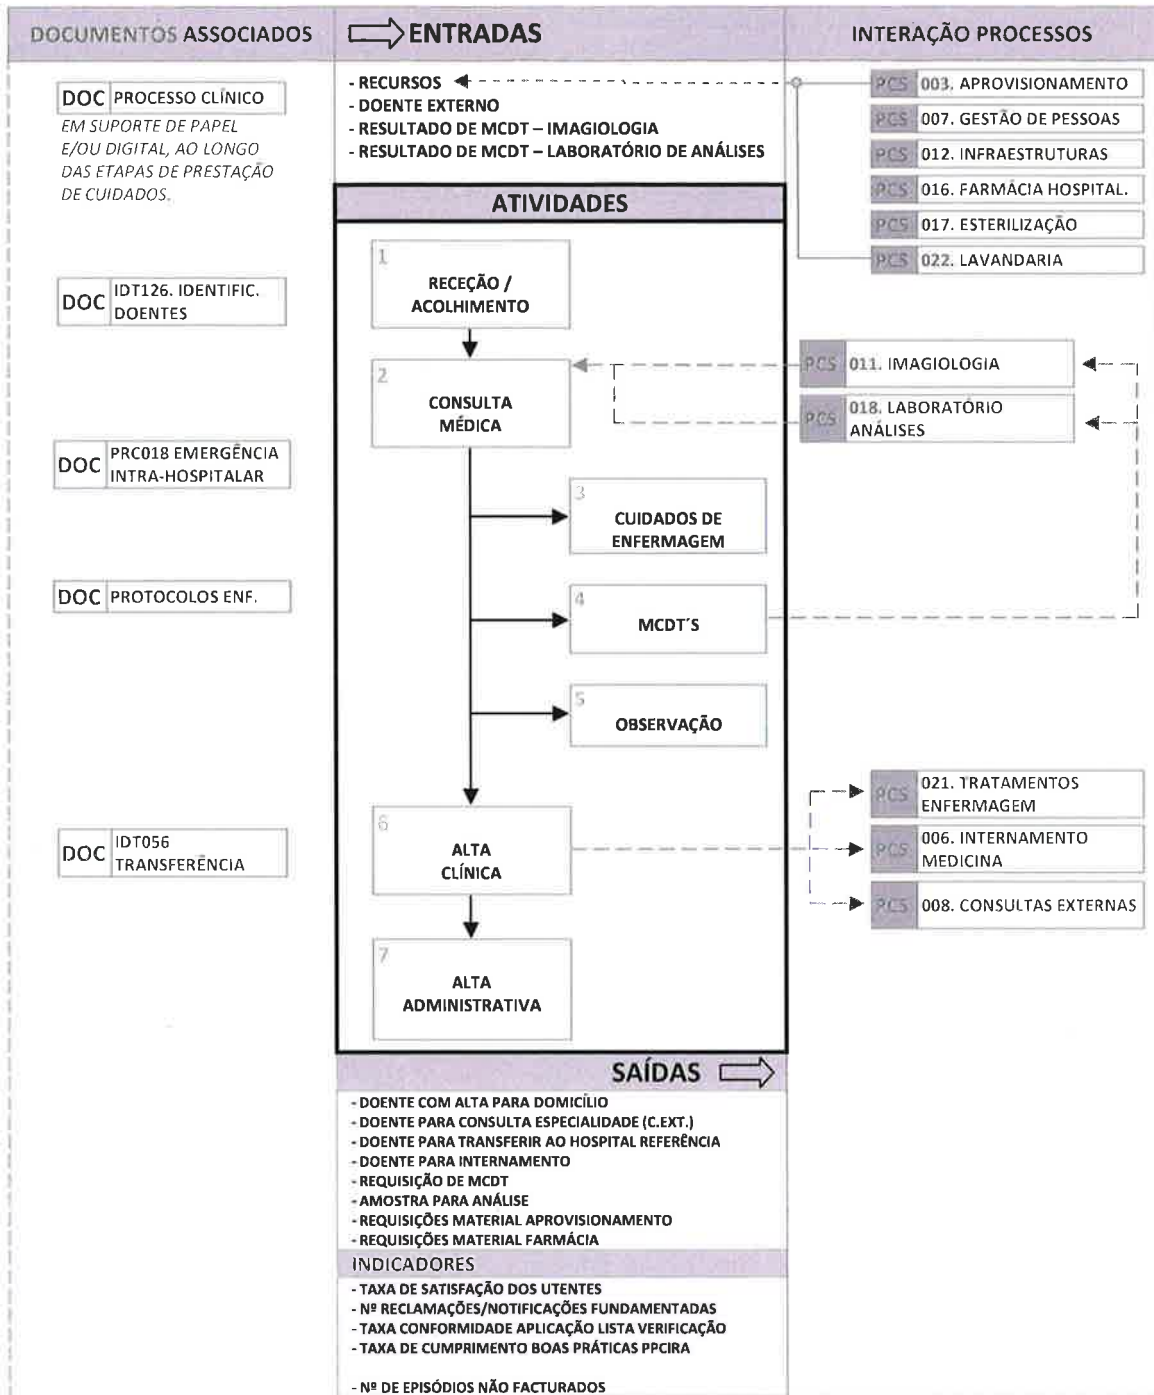 DOCUMENTOS ASSOCIADOS
DOC PROCESSO CLÍNICO
EM SUPORTE DE PAPEL
E/OU DIGITAL, AO LONGO
DAS ETAPAS DE PRESTAÇÃO
DE CUIDADOS.
DOC IDT126. IDENTIFIC.
DOENTES
DOC PRC018 EMERGÊNCIA
INTRA-HOSPITALAR
DOC PROTOCOLOS ENF.
DOC IDT056
TRANSFERÊNCIA
ENTRADAS
- RECURSOS
- DOENTE EXTERNO
- RESULTADO DE MCDT – IMAGIOLOGIA
- RESULTADO DE MCDT – LABORATÓRIO DE ANÁLISES
ATIVIDADES
1
RECEÇÃO /
ACOLHIMENTO
2
CONSULTA
MÉDICA
3
CUIDADOS DE
ENFERMAGEM
4
MCDT´S
5
OBSERVAÇÃO
6
ALTA
CLÍNICA
7
ALTA
ADMINISTRATIVA
SAÍDAS
- DOENTE COM ALTA PARA DOMICÍLIO
- DOENTE PARA CONSULTA ESPECIALIDADE (C.EXT.)
- DOENTE PARA TRANSFERIR AO HOSPITAL REFERÊNCIA
- DOENTE PARA INTERNAMENTO
- REQUISIÇÃO DE MCDT
- AMOSTRA PARA ANÁLISE
- REQUISIÇÕES MATERIAL APROVISIONAMENTO
- REQUISIÇÕES MATERIAL FARMÁCIA
INDICADORES
- TAXA DE SATISFAÇÃO DOS UTENTES
- Nº RECLAMAÇÕES/NOTIFICAÇÕES FUNDAMENTADAS
- TAXA CONFORMIDADE APLICAÇÃO LISTA VERIFICAÇÃO
- TAXA DE CUMPRIMENTO BOAS PRÁTICAS PPCIRA
- Nº DE EPISÓDIOS NÃO FACTURADOS
INTERAÇÃO PROCESSOS
PCS 003. APROVISIONAMENTO
PCS 007. GESTÃO DE PESSOAS
PCS 012. INFRAESTRUTURAS
PCS 016. FARMÁCIA HOSPITAL.
PCS 017. ESTERILIZAÇÃO
PCS 022. LAVANDARIA
PCS 011. IMAGIOLOGIA
PCS 018. LABORATÓRIO
ANÁLISES
PCS 021. TRATAMENTOS
ENFERMAGEM
PCS 006. INTERNAMENTO
MEDICINA
PCS 008. CONSULTAS EXTERNAS